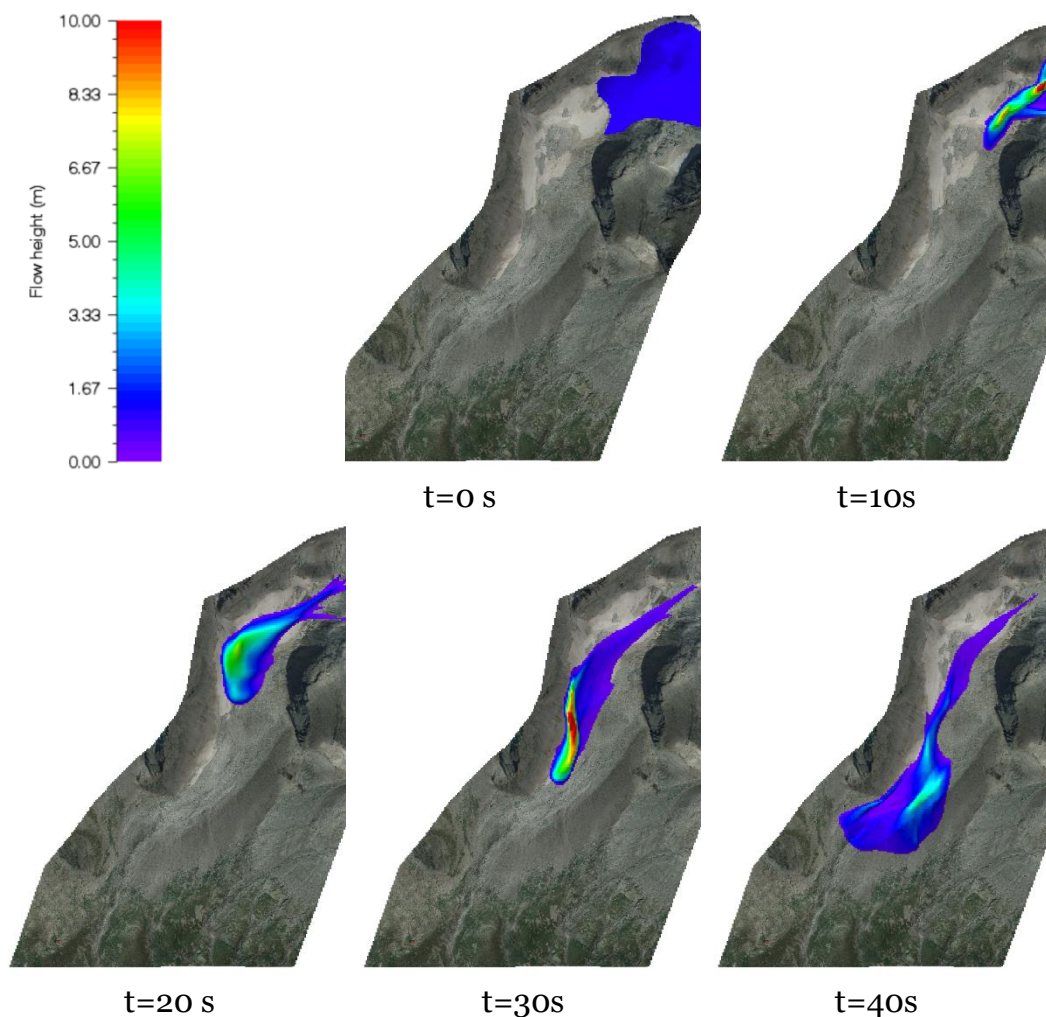 10.00
8.33
6.67
5.00
3.33
1.67
0.00
Flow height (m)
t=0 s
t=10s
t=20 s
t=30s
t=40s